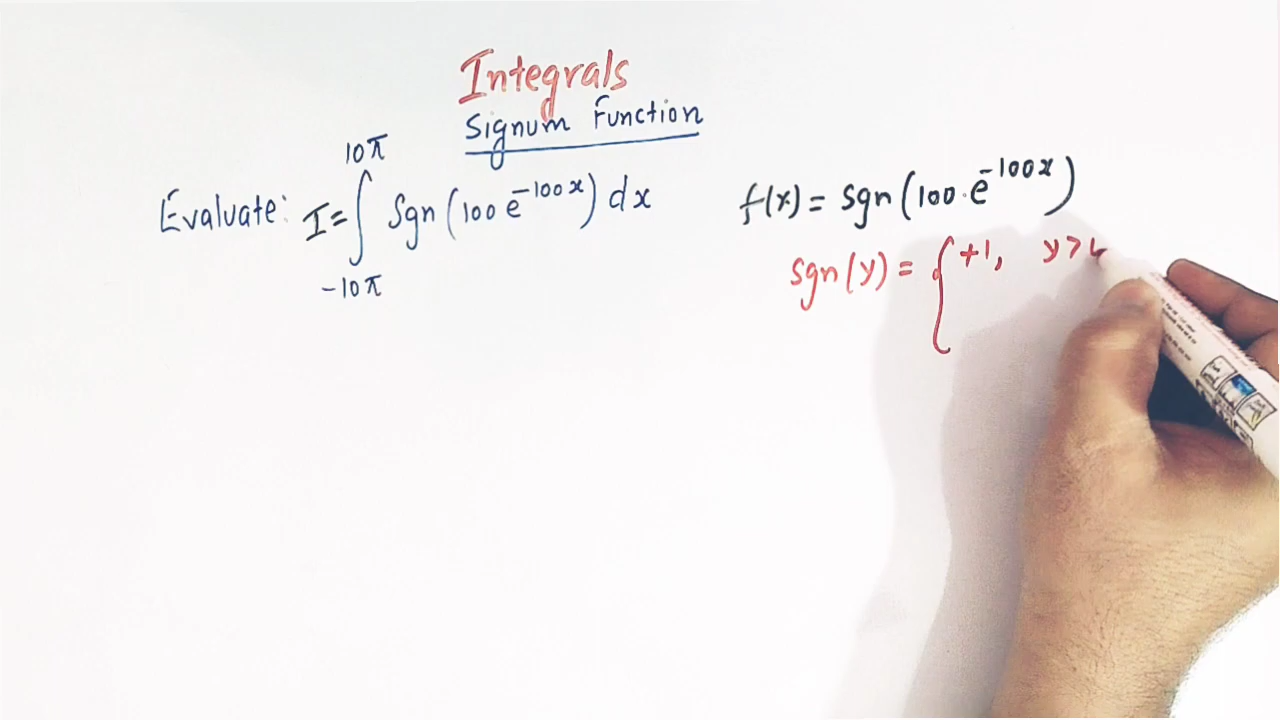 Integrals
Signum Function
Evaluate: I = ∫_{-10π}^{10π} Sgn(100 e^{-100x}) dx
f(x) = sgn(100·e^{-100x})
sgn(y) = { +1, y >